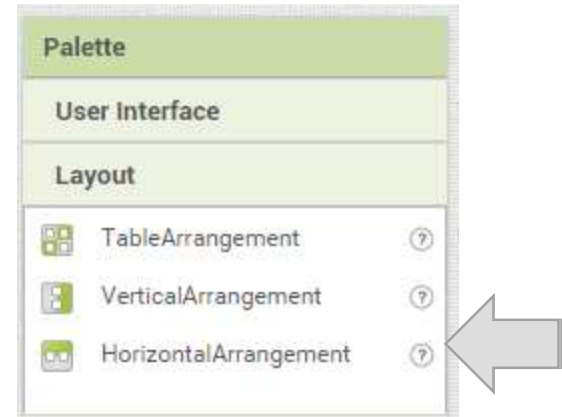 Palette
User Interface
Layout
TableArrangement ?
VerticalArrangement ?
HorizontalArrangement ?